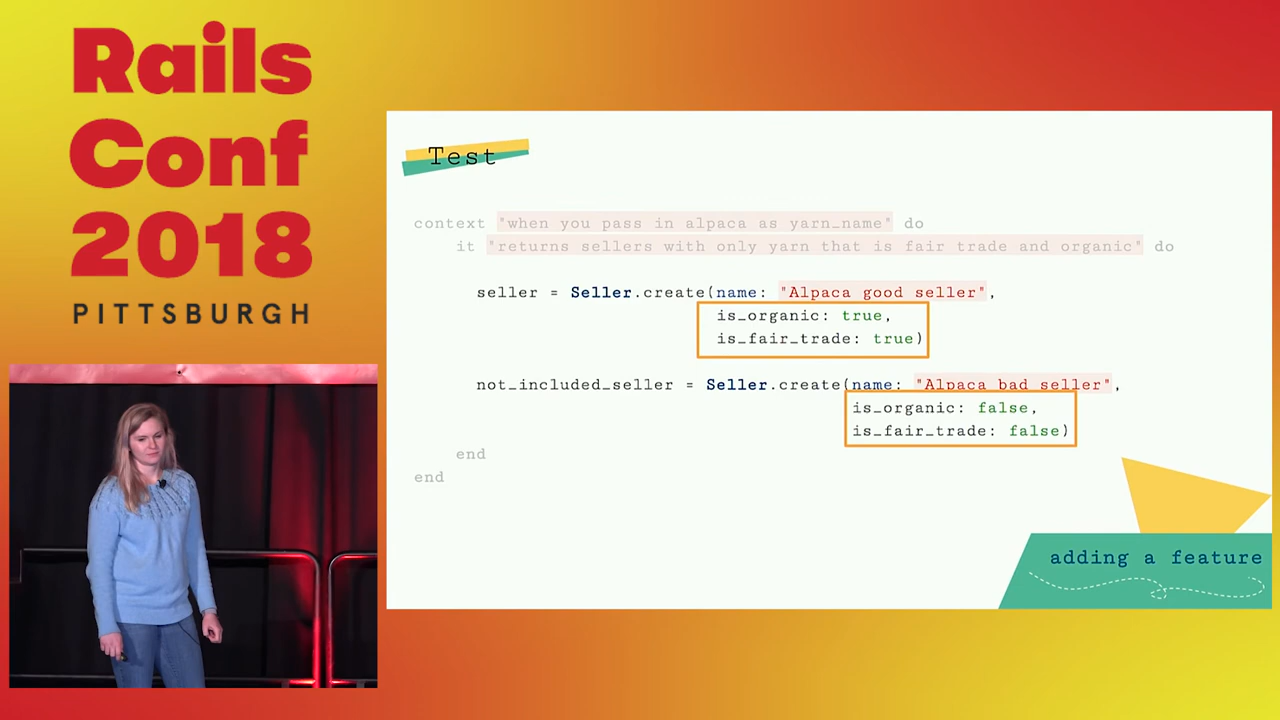 Rails
Conf
2018
PITTSBURGH
Test
context "when you pass in alpaca as yarn_name" do
it "returns sellers with only yarn that is fair trade and organic" do
seller = Seller.create(name: "Alpaca good seller",
is_organic: true,
is_fair_trade: true)
not_included_seller = Seller.create(name: "Alpaca bad seller",
is_organic: false,
is_fair_trade: false)
end
end
adding a feature